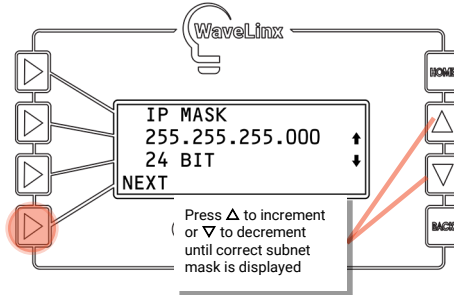 WaveLinx
HOME
IP MASK
255.255.255.000
24 BIT
NEXT
Press △ to increment
or ▽ to decrement
until correct subnet
mask is displayed
BACK